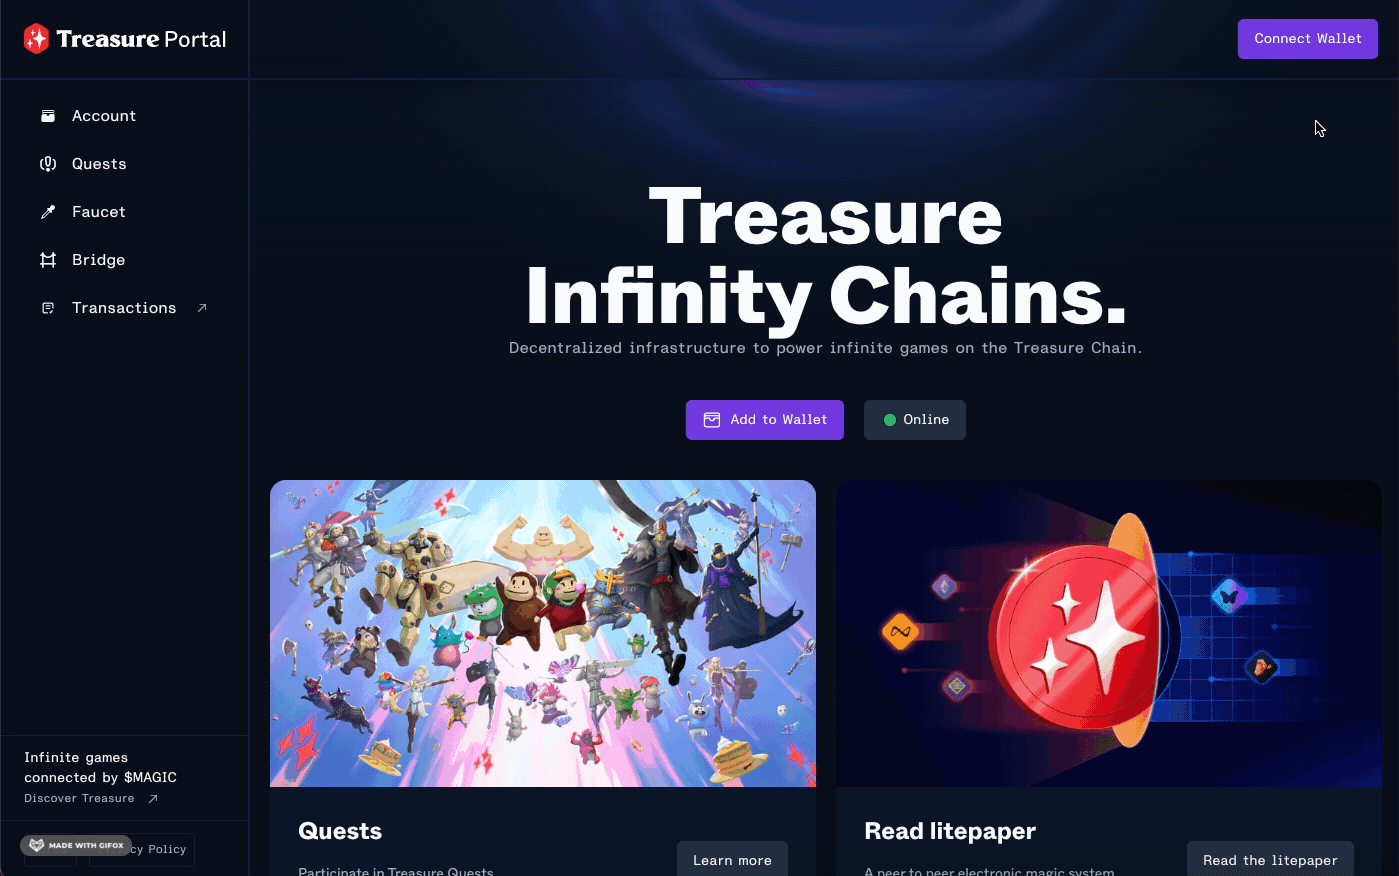 Treasure Portal
Connect Wallet
Account
Quests
Faucet
Bridge
Transactions
Treasure
Infinity Chains.
Decentralized infrastructure to power infinite games on the Treasure Chain.
Add to Wallet
Online
Quests
Learn more
Participate in Treasure Quests
Read litepaper
Read the litepaper
A peer to peer electronic magic system
Infinite games
connected by $MAGIC
Discover Treasure
MADE WITH GIFOX
cy Policy